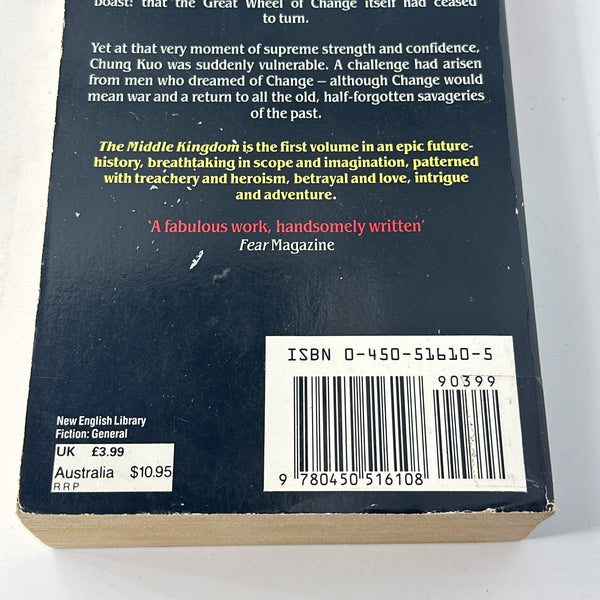 boast: that the Great Wheel of Change itself had ceased
to turn.
Yet at that very moment of supreme strength and confidence,
Chung Kuo was suddenly vulnerable. A challenge had arisen
from men who dreamed of Change – although Change would
mean war and a return to all the old, half-forgotten savageries
of the past.
The Middle Kingdom is the first volume in an epic future-
history, breathtaking in scope and imagination, patterned
with treachery and heroism, betrayal and love, intrigue
and adventure.
'A fabulous work, handsomely written'
Fear Magazine
ISBN 0-450-51610-5
90399
9 780450 516108
New English Library
Fiction: General
UK £3.99
Australia $10.95
R R P